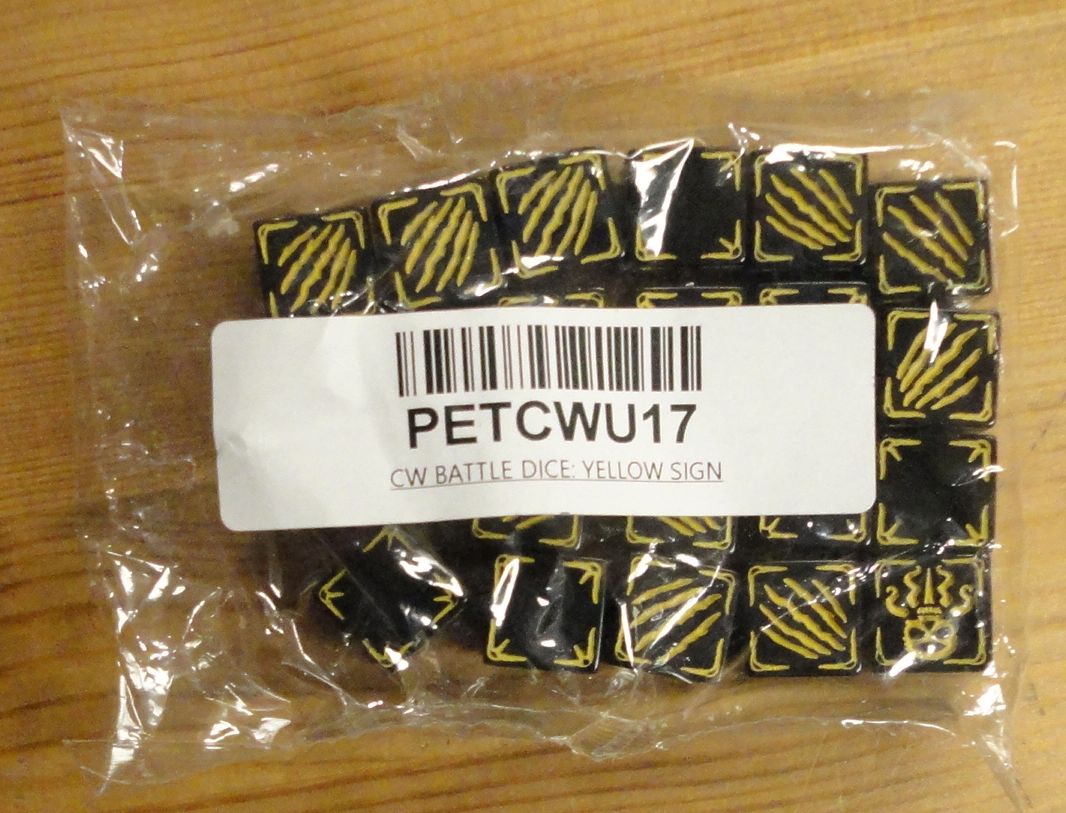 PETCWU17
CW BATTLE DICE: YELLOW SIGN